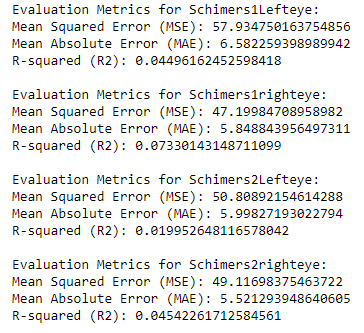 Evaluation Metrics for Schimers1Lefteye:
Mean Squared Error (MSE): 57.934750163754856
Mean Absolute Error (MAE): 6.582259398989942
R-squared (R2): 0.04496162452598418
Evaluation Metrics for Schimers1righteye:
Mean Squared Error (MSE): 47.19984708958982
Mean Absolute Error (MAE): 5.848843956497311
R-squared (R2): 0.07330143148711099
Evaluation Metrics for Schimers2Lefteye:
Mean Squared Error (MSE): 50.80892154614288
Mean Absolute Error (MAE): 5.99827193022794
R-squared (R2): 0.019952648116578042
Evaluation Metrics for Schimers2righteye:
Mean Squared Error (MSE): 49.11698375463722
Mean Absolute Error (MAE): 5.521293948640605
R-squared (R2): 0.04542261712584561